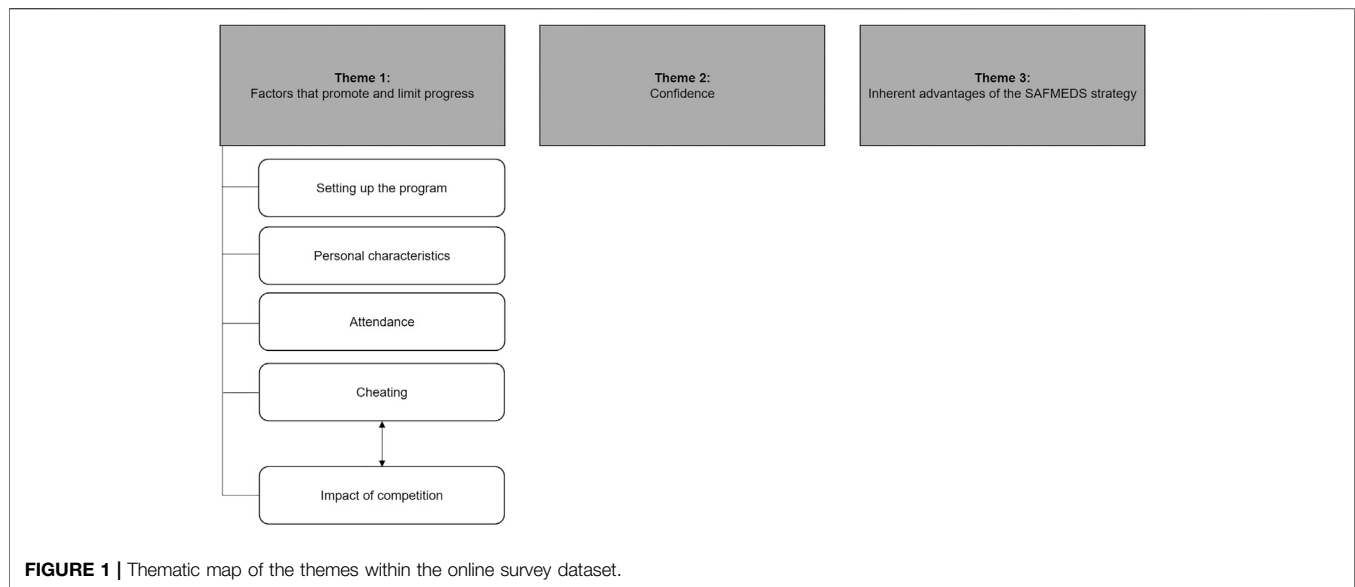 Theme 1:
Factors that promote and limit progress
Theme 2:
Confidence
Theme 3:
Inherent advantages of the SAFMEDS strategy
Setting up the program
Personal characteristics
Attendance
Cheating
Impact of competition
FIGURE 1 | Thematic map of the themes within the online survey dataset.